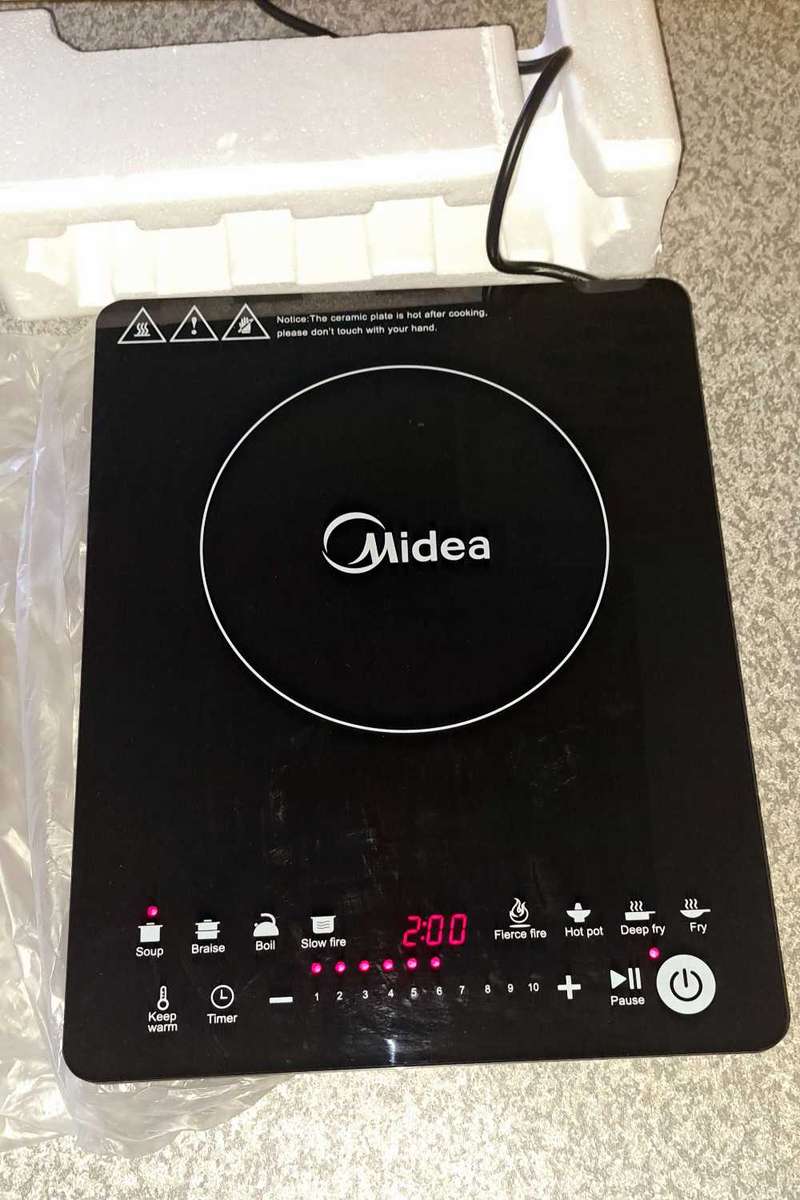 Notice:The ceramic plate is hot after cooking,
please don't touch with your hand.
Midea
Soup
Braise
Boil
Slow fire
2:00
Fierce fire
Hot pot
Deep fry
Fry
Keep
warm
Timer
1 2 3 4 5 6 7 8 9 10
Pause